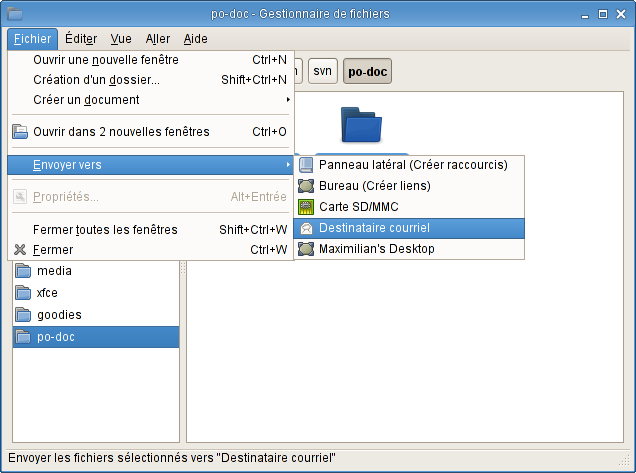 po-doc - Gestionnaire de fichiers
Fichier Éditer Vue Aller Aide
Ouvrir une nouvelle fenêtre Ctrl+N
Création d'un dossier... Shift+Ctrl+N
Créer un document
Ouvrir dans 2 nouvelles fenêtres Ctrl+O
Envoyer vers
Propriétés... Alt+Entrée
Fermer toutes les fenêtres Shift+Ctrl+W
Fermer Ctrl+W
svn po-doc
Panneau latéral (Créer raccourcis)
Bureau (Créer liens)
Carte SD/MMC
Destinataire courriel
Maximilian's Desktop
media
xfce
goodies
po-doc
Envoyer les fichiers sélectionnés vers "Destinataire courriel"